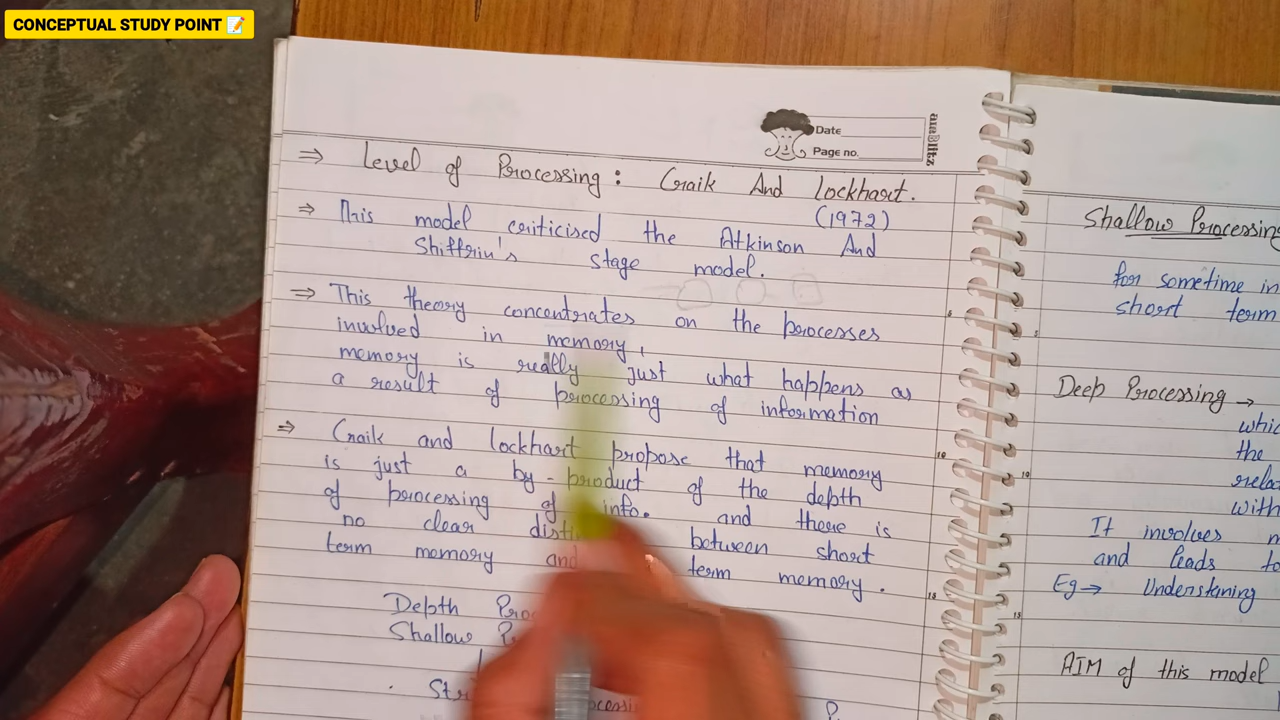 CONCEPTUAL STUDY POINT 📝
Date
Page no.
anaBlitz
⇒ Level of Processing : Craik And Lockhart.
(1972)
⇒ This model criticised the Atkinson And
Shiffrin's stage model.
⇒ This theory concentrates on the processes
involved in memory,
memory is really just what happens as
a result of processing of information
⇒ Craik and Lockhart propose that memory
is just a by-product of the depth
of processing of info. and there is
no clear between short
term memory and term memory.
Depth
Shallow
Shallow Processing
for sometime in
short term
Deep Processing →
the
with
It involves
and leads to
Eg → Understaning
AIM of this model